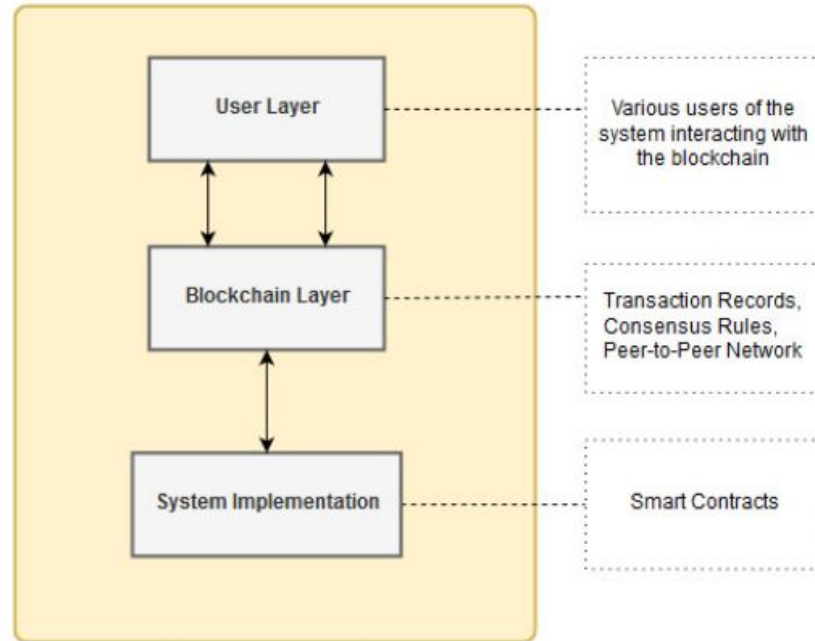 User Layer
Various users of the
system interacting with
the blockchain
Blockchain Layer
Transaction Records,
Consensus Rules,
Peer-to-Peer Network
System Implementation
Smart Contracts